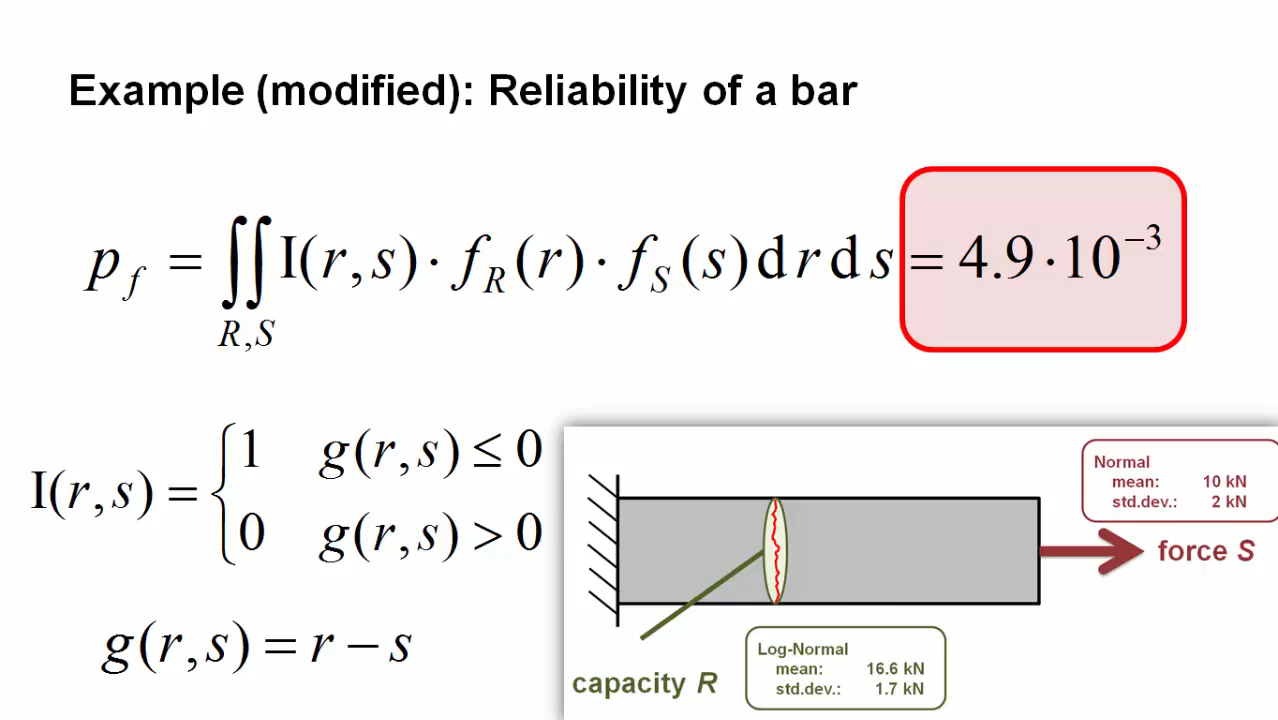 Example (modified): Reliability of a bar
p_f = ∬_{R,S} I(r,s) · f_R(r) · f_S(s) d r d s = 4.9 · 10^{−3}
I(r,s) = { 1 g(r,s) ≤ 0
0 g(r,s) > 0
g(r,s) = r − s
Normal
mean: 10 kN
std.dev.: 2 kN
force S
capacity R
Log-Normal
mean: 16.6 kN
std.dev.: 1.7 kN